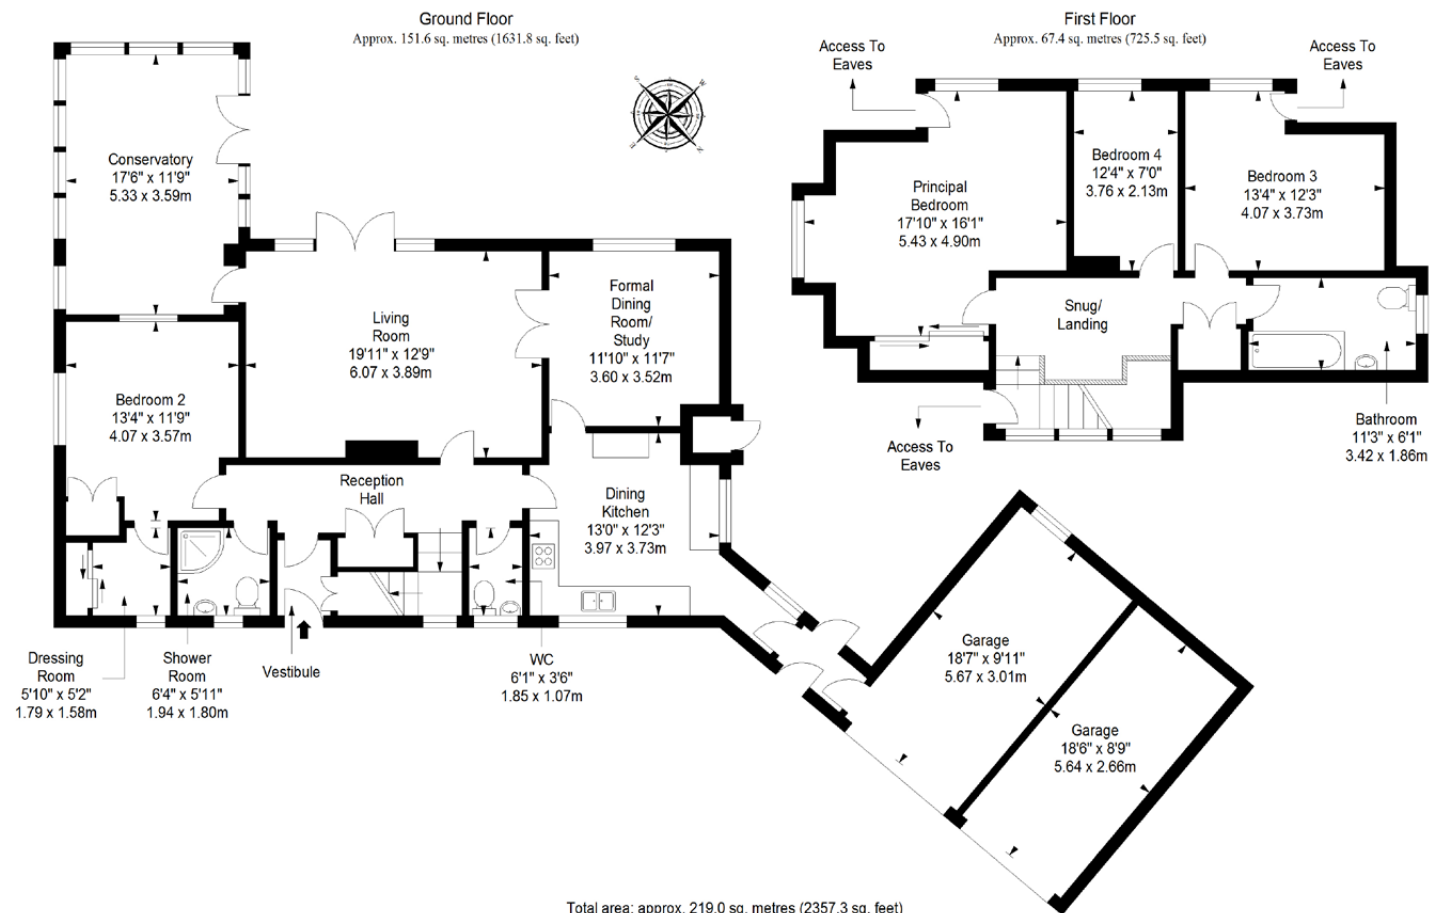 Ground Floor
Approx. 151.6 sq. metres (1631.8 sq. feet)
First Floor
Approx. 67.4 sq. metres (725.5 sq. feet)
Access To
Eaves
Access To
Eaves
Conservatory
17'6" x 11'9"
5.33 x 3.59m
Principal
Bedroom
17'10" x 16'1"
5.43 x 4.90m
Bedroom 4
12'4" x 7'0"
3.76 x 2.13m
Bedroom 3
13'4" x 12'3"
4.07 x 3.73m
Living
Room
19'11" x 12'9"
6.07 x 3.89m
Formal
Dining
Room/
Study
11'10" x 11'7"
3.60 x 3.52m
Snug/
Landing
Bedroom 2
13'4" x 11'9"
4.07 x 3.57m
Access To
Eaves
Bathroom
11'3" x 6'1"
3.42 x 1.86m
Reception
Hall
Dining
Kitchen
13'0" x 12'3"
3.97 x 3.73m
Dressing
Room
5'10" x 5'2"
1.79 x 1.58m
Shower
Room
6'4" x 5'11"
1.94 x 1.80m
Vestibule
WC
6'1" x 3'6"
1.85 x 1.07m
Garage
18'7" x 9'11"
5.67 x 3.01m
Garage
18'6" x 8'9"
5.64 x 2.66m
Total area: approx. 219.0 sq. metres (2357.3 sq. feet)